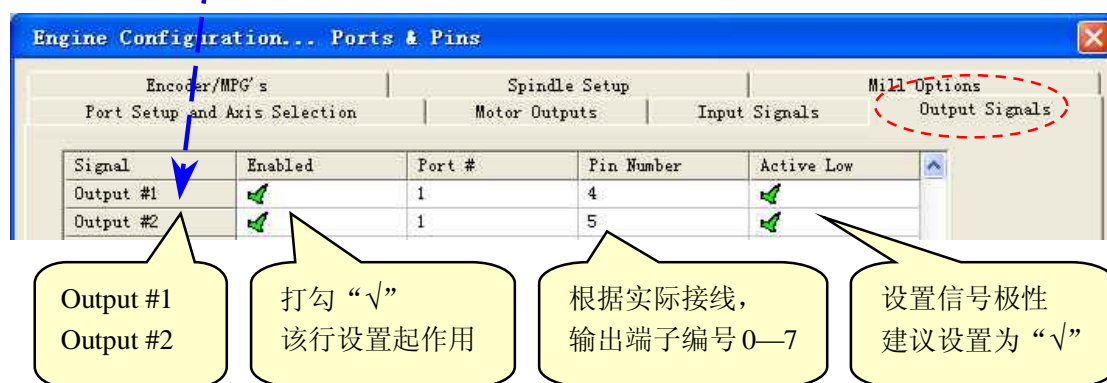 Engine Configuration... Ports & Pins
Encoder/MPG's Spindle Setup Mill Options
Port Setup and Axis Selection Motor Outputs Input Signals Output Signals
Signal Enabled Port # Pin Number Active Low
Output #1 1 4
Output #2 1 5
Output #1
Output #2
打勾“√”
该行设置起作用
根据实际接线，
输出端子编号0—7
设置信号极性
建议设置为“√”